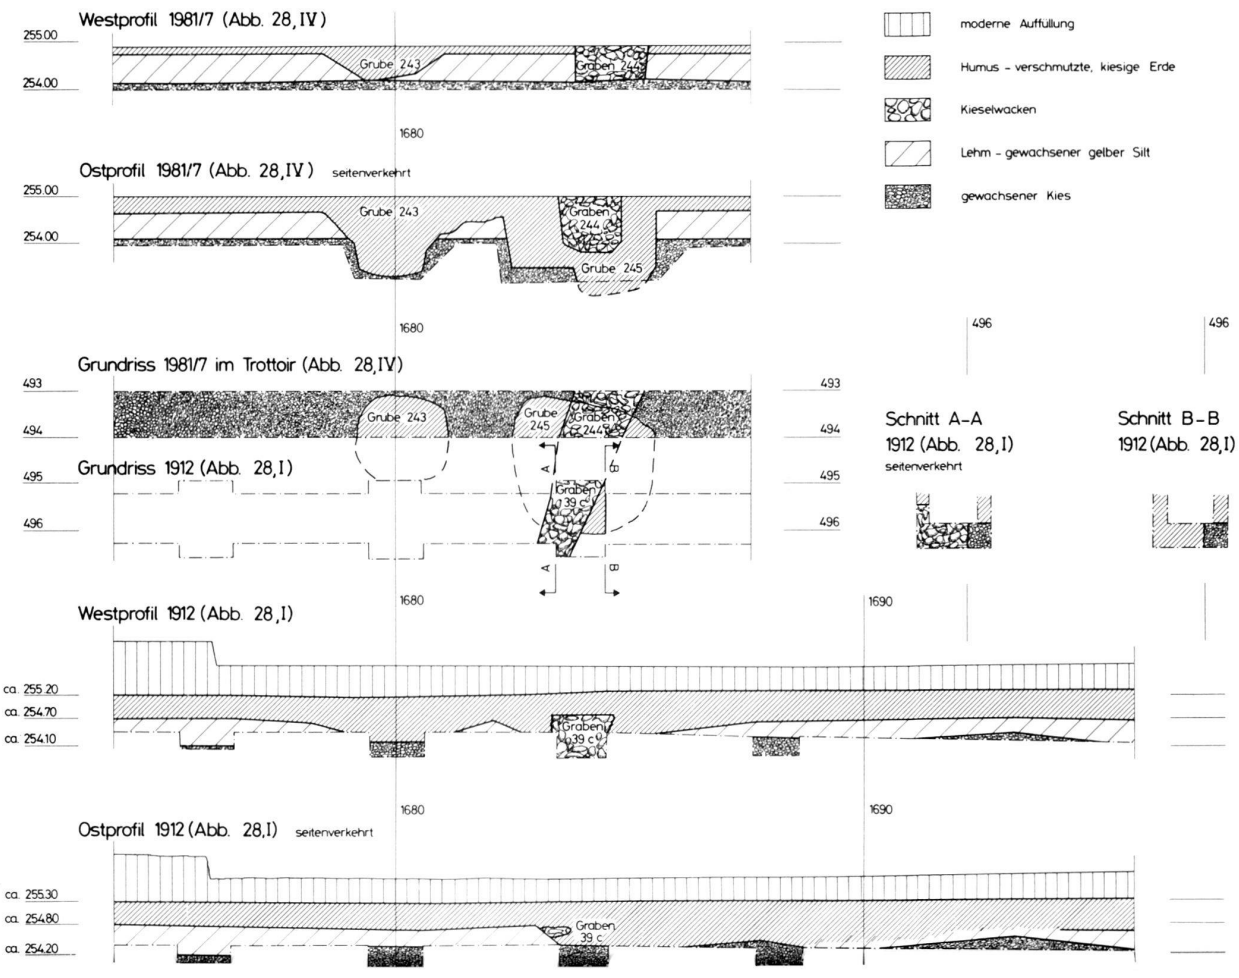 Westprofil 1981/7 (Abb. 28, IV)
255.00
254.00
Grube 243
Graben 244
1680
moderne Auffüllung
Humus - verschmutzte, kiesige Erde
Kieselwacken
Lehm - gewachsener gelber Silt
gewachsener Kies
Ostprofil 1981/7 (Abb. 28, IV) seitenverkehrt
255.00
254.00
Grube 243
Graben
244
Grube 245
1680
496
496
Grundriss 1981/7 im Trottoir (Abb. 28, IV)
493
494
Grube 243
Grube
245
Graben
244
493
494
Grundriss 1912 (Abb. 28, I)
495
496
A
B
Graben
39 c
A
B
495
496
Schnitt A-A
1912 (Abb. 28, I)
seitenverkehrt
Schnitt B-B
1912 (Abb. 28, I)
1680
1690
Westprofil 1912 (Abb. 28, I)
ca. 255.20
ca. 254.70
ca. 254.10
Graben
39 c
1680
1690
Ostprofil 1912 (Abb. 28, I) seitenverkehrt
ca. 255.30
ca. 254.80
ca. 254.20
Graben
39 c